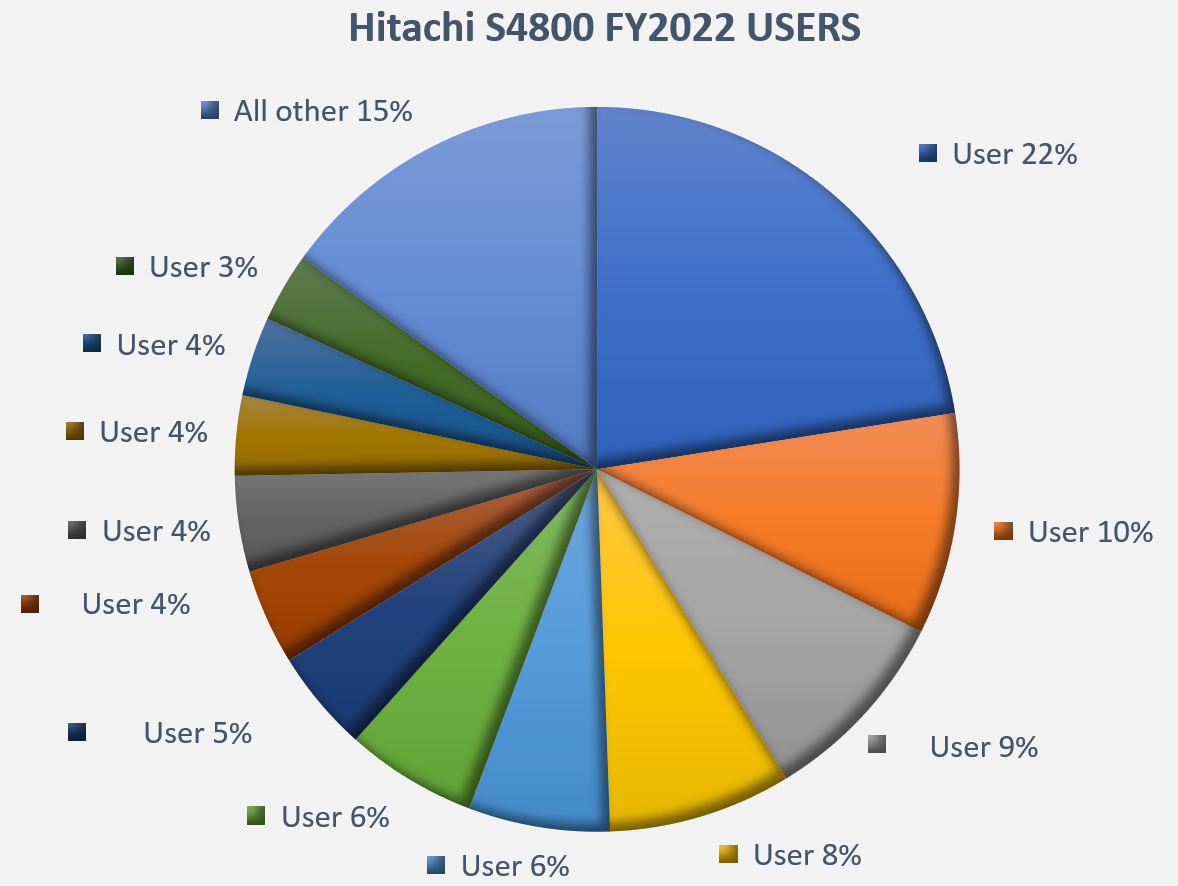 Hitachi S4800 FY2022 USERS
All other 15%
User 22%
User 3%
User 4%
User 4%
User 4%
User 10%
User 4%
User 5%
User 9%
User 6%
User 8%
User 6%